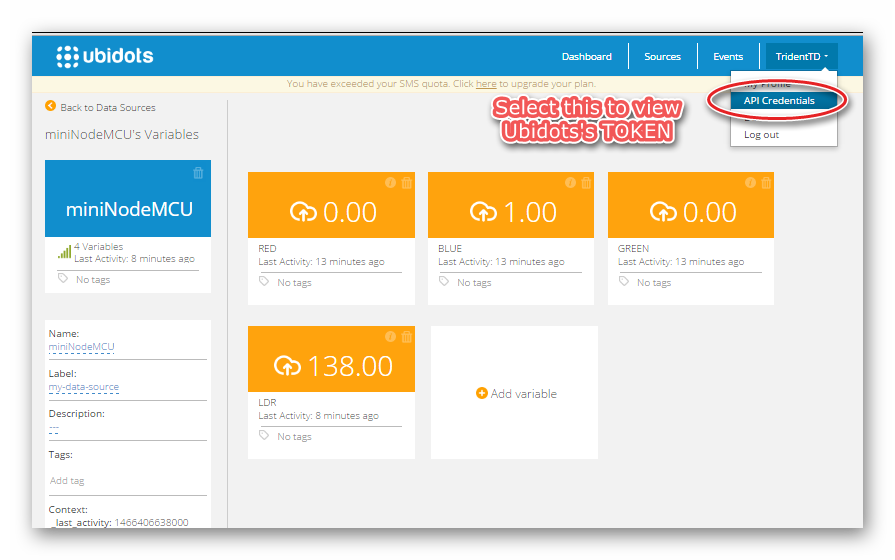 ubidots
Dashboard
Sources
Events
TridentTD
You have exceeded your SMS quota. Click here to upgrade your plan.
My Profile
API Credentials
Log out
Select this to view
Ubidots's TOKEN
Back to Data Sources
miniNodeMCU's Variables
miniNodeMCU
4 Variables
Last Activity: 8 minutes ago
No tags
0.00
RED
Last Activity: 13 minutes ago
No tags
1.00
BLUE
Last Activity: 13 minutes ago
No tags
0.00
GREEN
Last Activity: 13 minutes ago
No tags
138.00
LDR
Last Activity: 8 minutes ago
No tags
Add variable
Name:
miniNodeMCU
Label:
my-data-source
Description:
---
Tags:
Add tag
Context:
_last_activity: 1466406638000